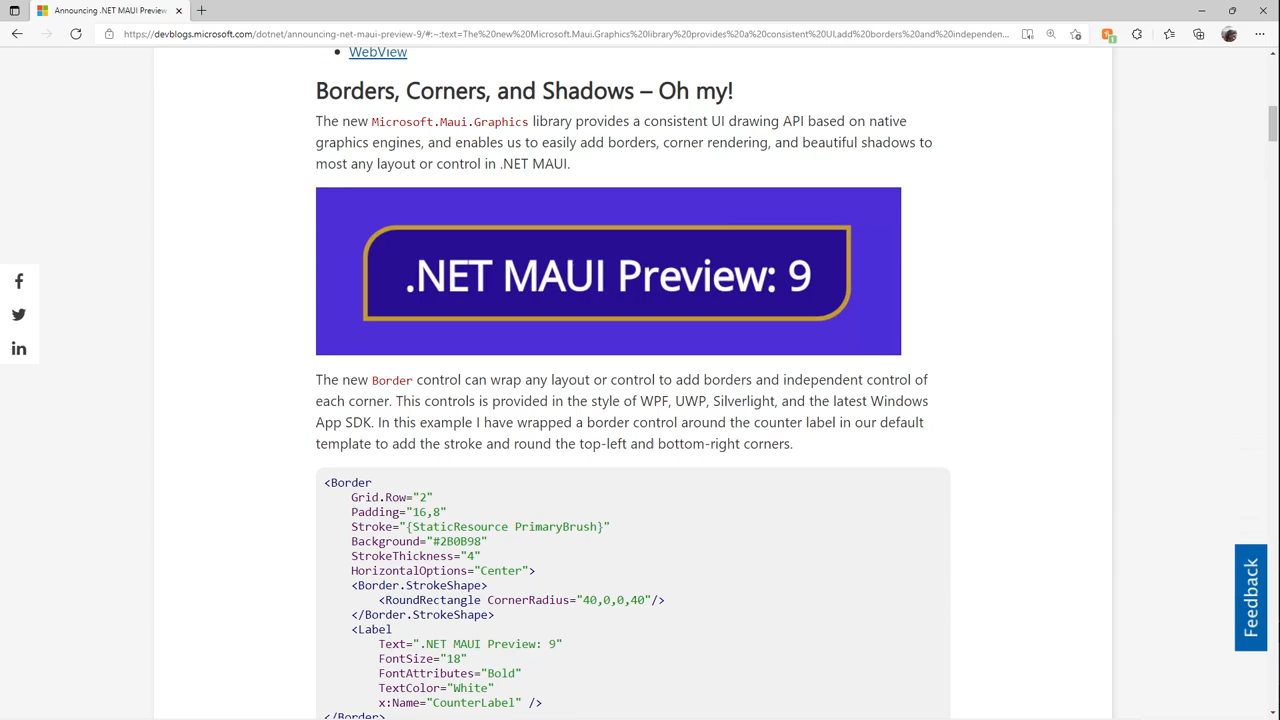 Announcing .NET MAUI Preview
https://devblogs.microsoft.com/dotnet/announcing-net-maui-preview-9/#:~:text=The%20new%20Microsoft.Maui.Graphics%20library%20provides%20a%20consistent%20UI,add%20borders%20and%20independen...
WebView
Borders, Corners, and Shadows – Oh my!
The new Microsoft.Maui.Graphics library provides a consistent UI drawing API based on native
graphics engines, and enables us to easily add borders, corner rendering, and beautiful shadows to
most any layout or control in .NET MAUI.
.NET MAUI Preview: 9
The new Border control can wrap any layout or control to add borders and independent control of
each corner. This controls is provided in the style of WPF, UWP, Silverlight, and the latest Windows
App SDK. In this example I have wrapped a border control around the counter label in our default
template to add the stroke and round the top-left and bottom-right corners.
<Border
Grid.Row="2"
Padding="16,8"
Stroke="{StaticResource PrimaryBrush}"
Background="#2B0B98"
StrokeThickness="4"
HorizontalOptions="Center">
<Border.StrokeShape>
<RoundRectangle CornerRadius="40,0,0,40"/>
</Border.StrokeShape>
<Label
Text=".NET MAUI Preview: 9"
FontSize="18"
FontAttributes="Bold"
TextColor="White"
x:Name="CounterLabel" />
</Border>
Feedback